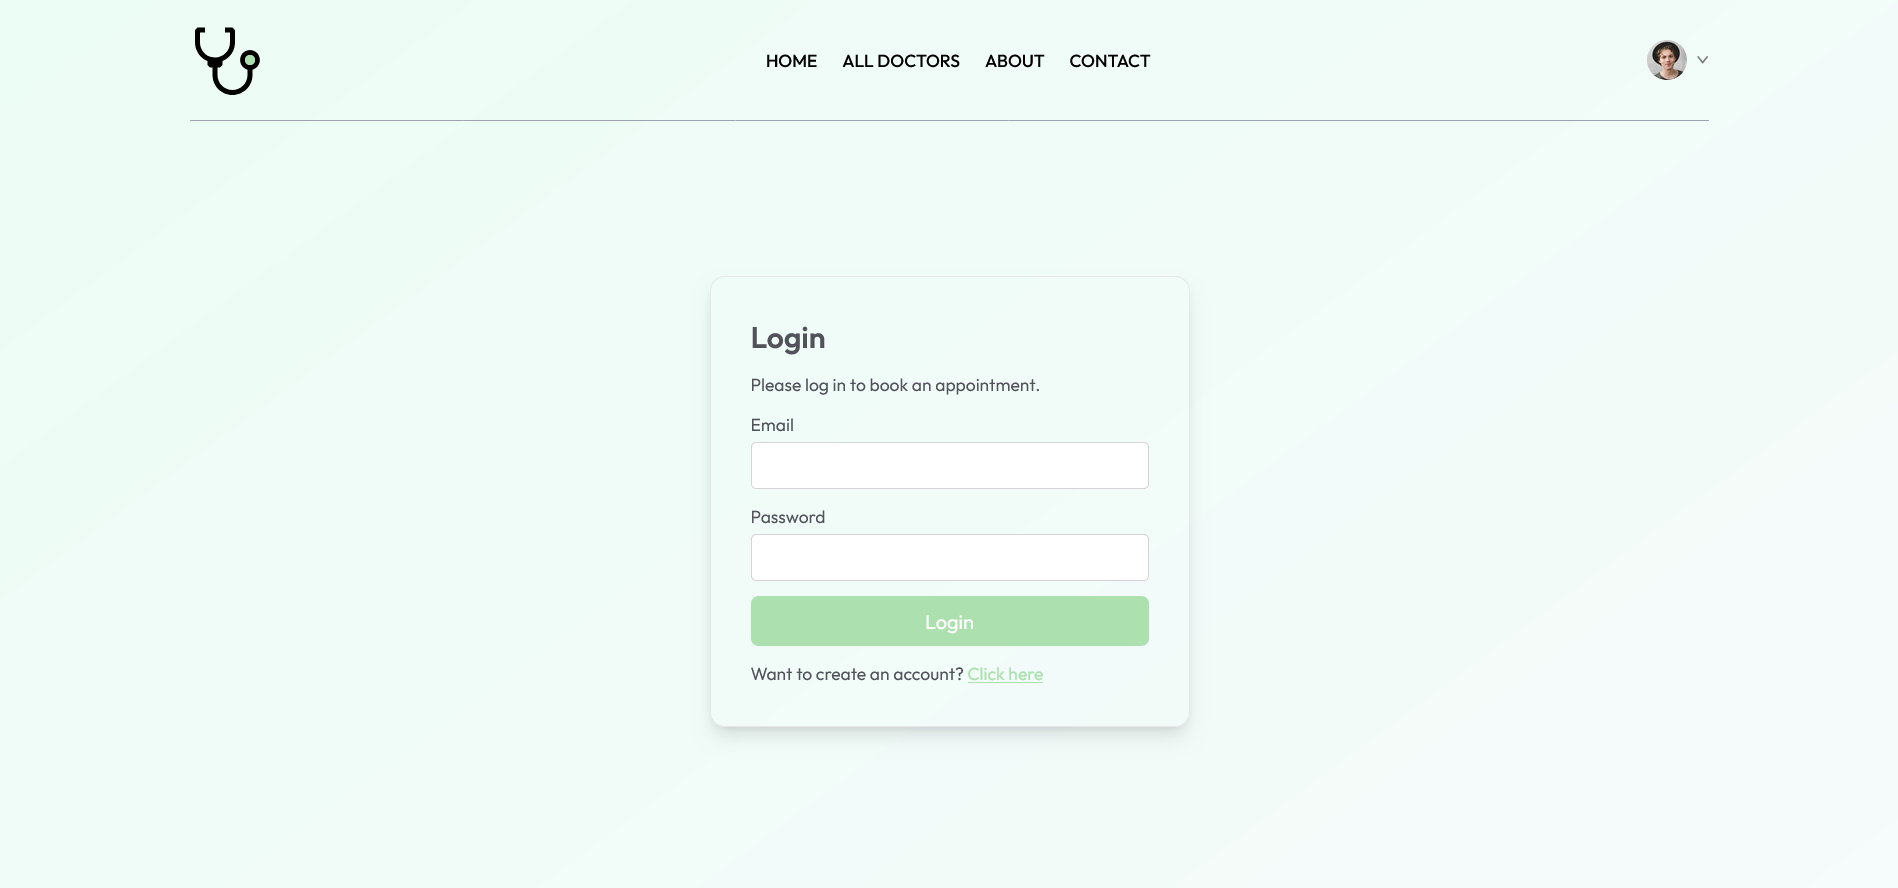 HOME ALL DOCTORS ABOUT CONTACT
Login
Please log in to book an appointment.
Email
Password
Login
Want to create an account? Click here